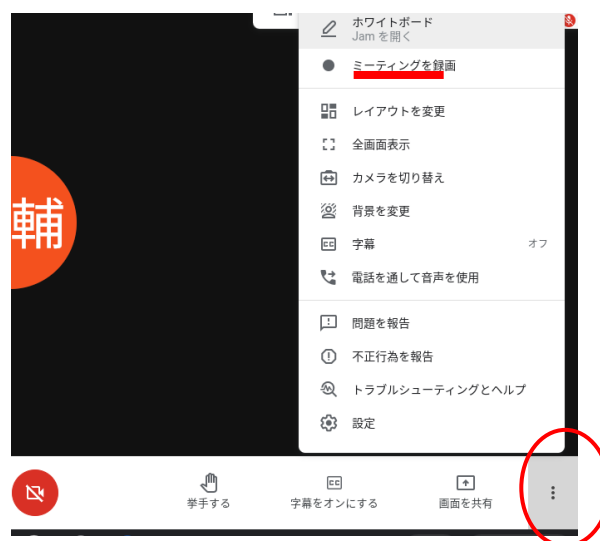 ホワイトボード
Jam を開く
ミーティングを録画
レイアウトを変更
全画面表示
カメラを切り替え
輔
背景を変更
字幕 オフ
電話を通して音声を使用
問題を報告
不正行為を報告
トラブルシューティングとヘルプ
設定
挙手する
字幕をオンにする
画面を共有